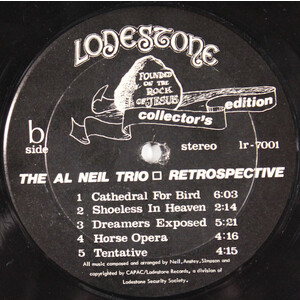 LODESTONE
FOUNDED
ON THE
ROCK
OF JESUS
collector's edition
b
side
stereo
lr-7001
THE AL NEIL TRIO □ RETROSPECTIVE
1 Cathedral For Bird 6:03
2 Shoeless In Heaven 2:14
3 Dreamers Exposed 5:21
4 Horse Opera 4:16
5 Tentative 4:15
All music composed and arranged by Neil, Anstey, Simpson and
copyrighted by CAPAC/Lodestone Records, a division of
Lodestone Security Society.